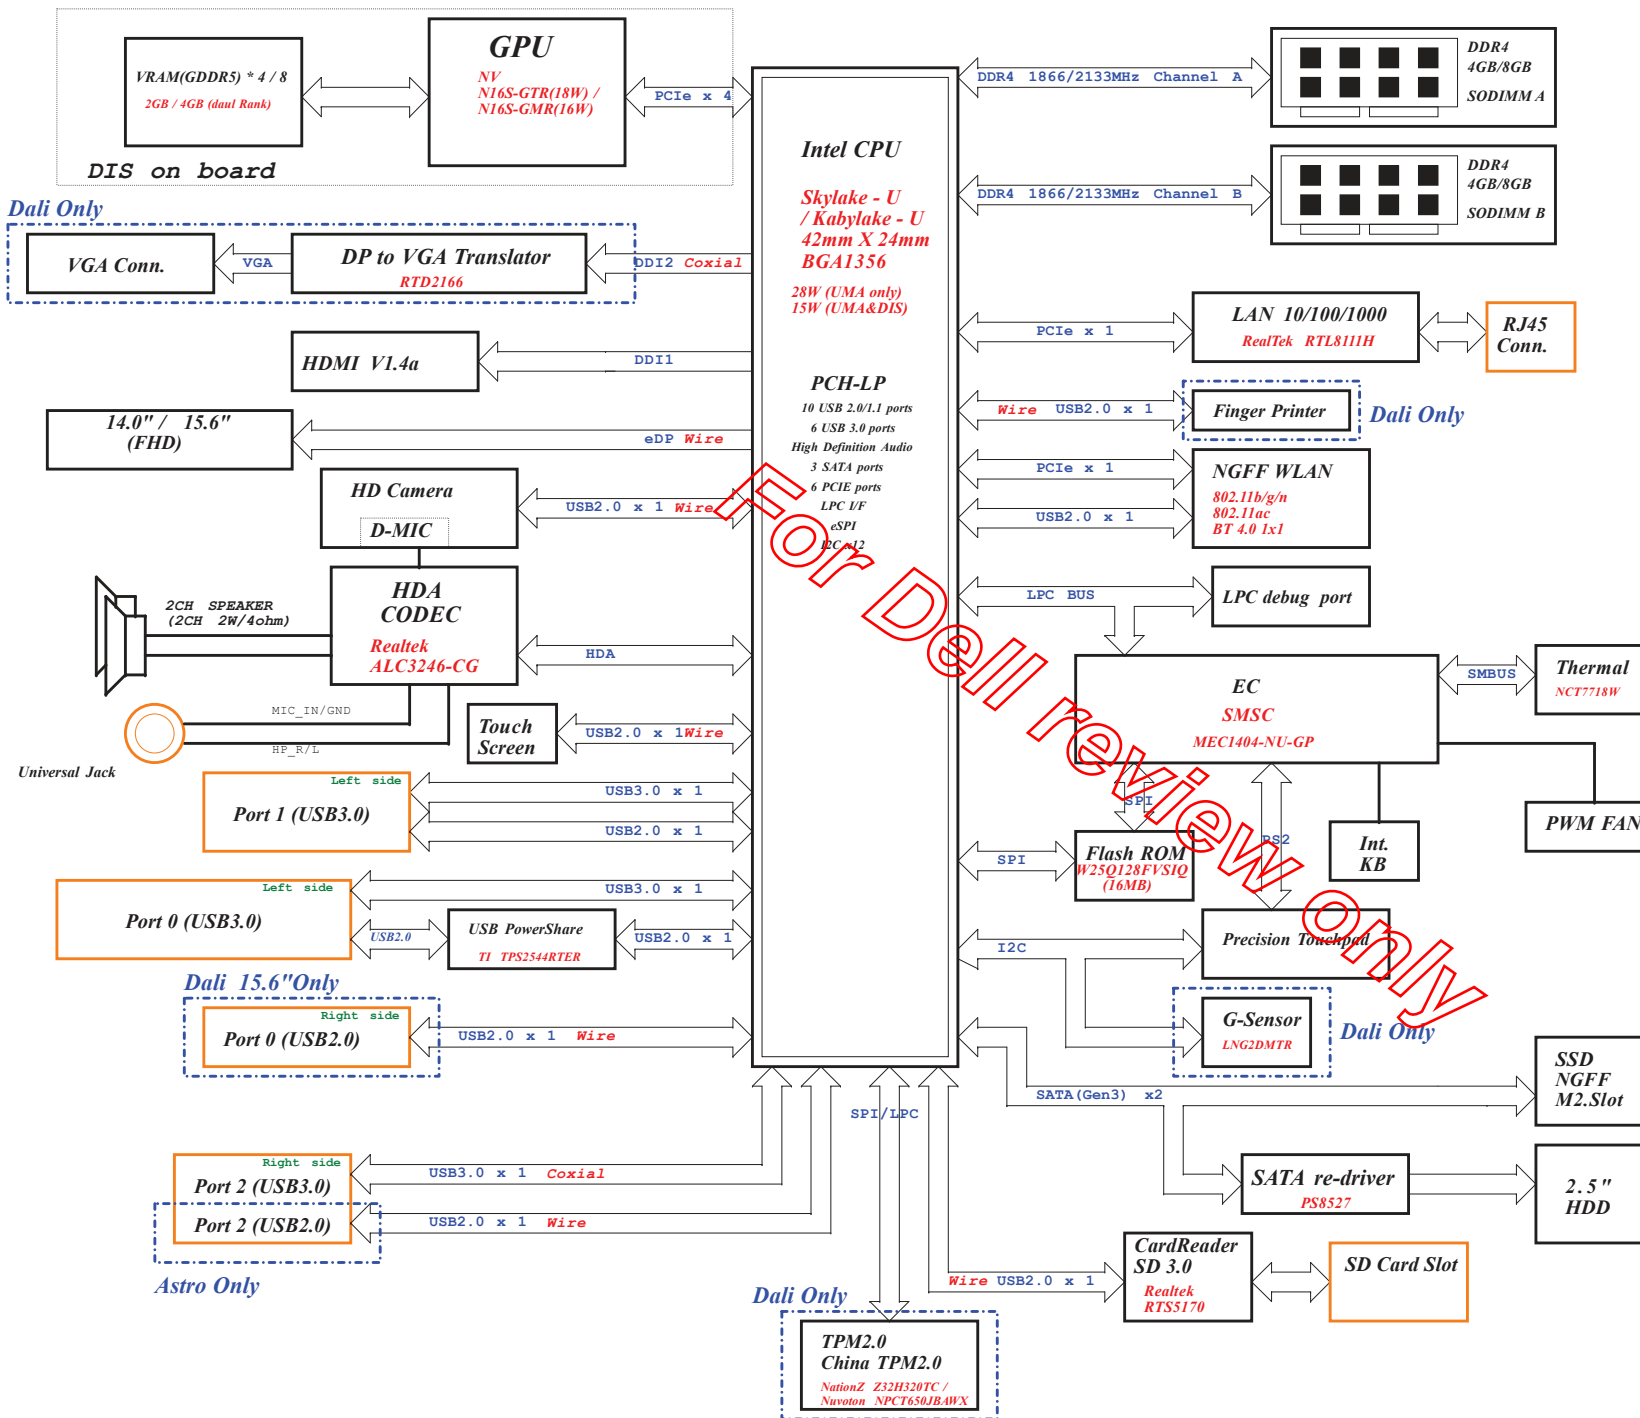 VRAM(GDDR5) * 4 / 8
2GB / 4GB (daul Rank)
GPU
NV
N16S-GTR(18W) /
N16S-GMR(16W)
PCIe x 4
DIS on board
Dali Only
VGA Conn.
VGA
DP to VGA Translator
RTD2166
DDI2 Coxial
HDMI V1.4a
DDI1
14.0" / 15.6"
(FHD)
eDP Wire
HD Camera
D-MIC
USB2.0 x 1 Wire
2CH SPEAKER
(2CH 2W/4ohm)
HDA
CODEC
Realtek
ALC3246-CG
HDA
MIC_IN/GND
HP_R/L
Universal Jack
Touch
Screen
USB2.0 x 1Wire
Left side
Port 1 (USB3.0)
USB3.0 x 1
USB2.0 x 1
Left side
Port 0 (USB3.0)
USB3.0 x 1
USB2.0
USB PowerShare
TI TPS2544RTER
USB2.0 x 1
Dali 15.6"Only
Right side
Port 0 (USB2.0)
USB2.0 x 1 Wire
Right side
Port 2 (USB3.0)
USB3.0 x 1 Coxial
Port 2 (USB2.0)
USB2.0 x 1 Wire
Astro Only
Intel CPU
Skylake - U
/ Kabylake - U
42mm X 24mm
BGA1356
28W (UMA only)
15W (UMA&DIS)
PCH-LP
10 USB 2.0/1.1 ports
6 USB 3.0 ports
High Definition Audio
3 SATA ports
6 PCIE ports
LPC I/F
eSPI
I2C x12
For Dell review only
DDR4 1866/2133MHz Channel A
DDR4
4GB/8GB
SODIMM A
DDR4 1866/2133MHz Channel B
DDR4
4GB/8GB
SODIMM B
PCIe x 1
LAN 10/100/1000
RealTek RTL8111H
RJ45
Conn.
Wire USB2.0 x 1
Finger Printer
Dali Only
PCIe x 1
USB2.0 x 1
NGFF WLAN
802.11b/g/n
802.11ac
BT 4.0 1x1
LPC BUS
LPC debug port
EC
SMSC
MEC1404-NU-GP
SMBUS
Thermal
NCT7718W
SPI
PS2
Int.
KB
PWM FAN
SPI
Flash ROM
W25Q128FVSIQ
(16MB)
I2C
Precision Touchpad
G-Sensor
LNG2DMTR
Dali Only
SATA(Gen3) x2
SSD
NGFF
M2.Slot
SATA re-driver
PS8527
2.5"
HDD
SPI/LPC
Wire USB2.0 x 1
CardReader
SD 3.0
Realtek
RTS5170
SD Card Slot
Dali Only
TPM2.0
China TPM2.0
NationZ Z32H320TC /
Nuvoton NPCT650JBAWX